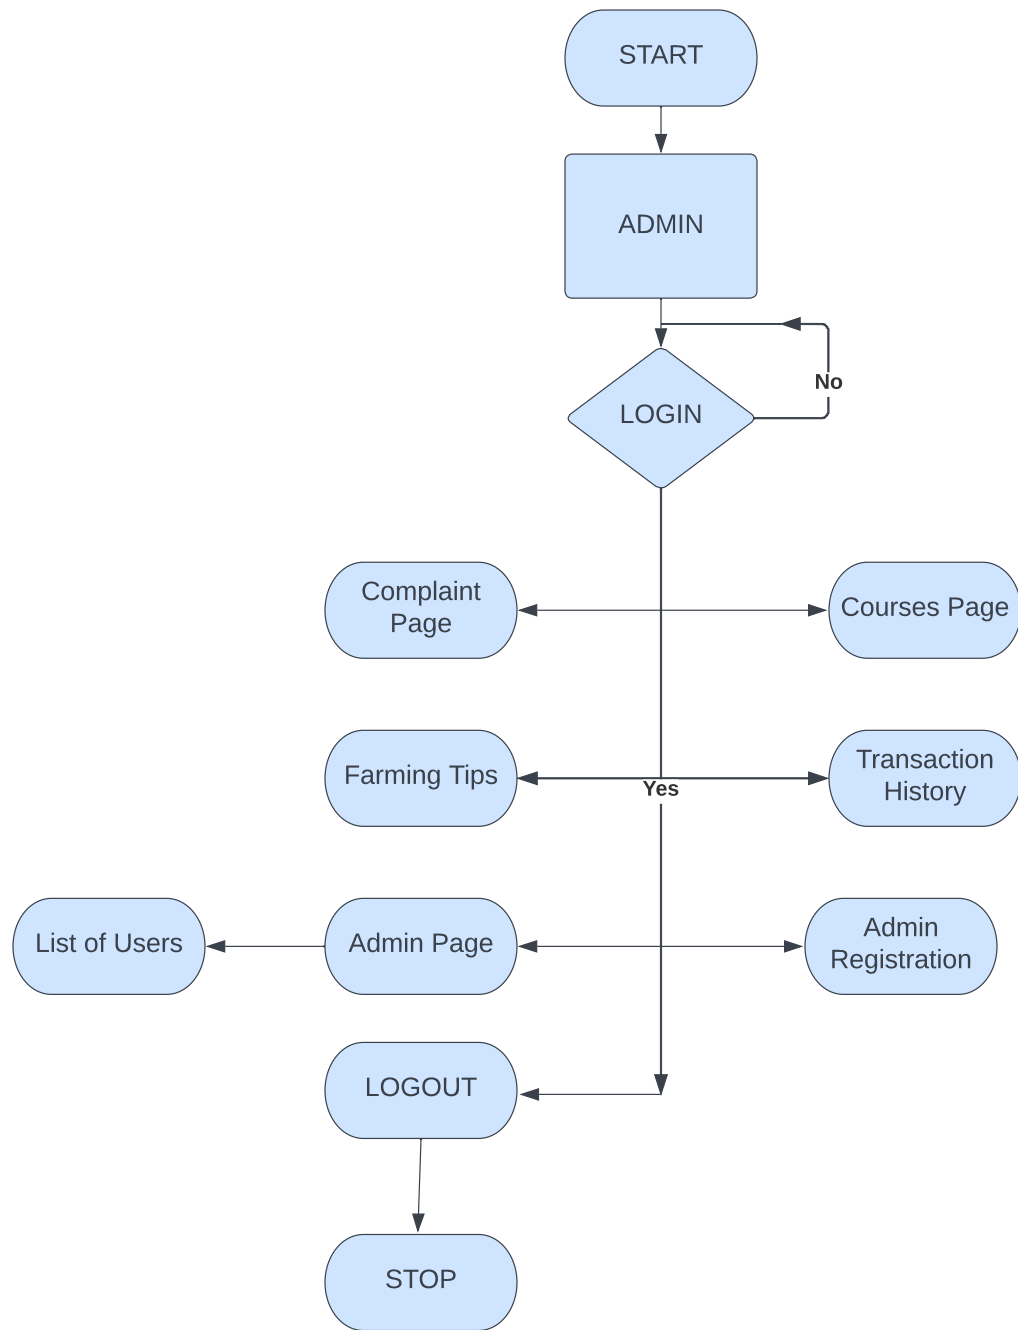 START
ADMIN
No
LOGIN
Complaint
Page
Courses Page
Farming Tips
Transaction
History
Yes
List of Users
Admin Page
Admin
Registration
LOGOUT
STOP